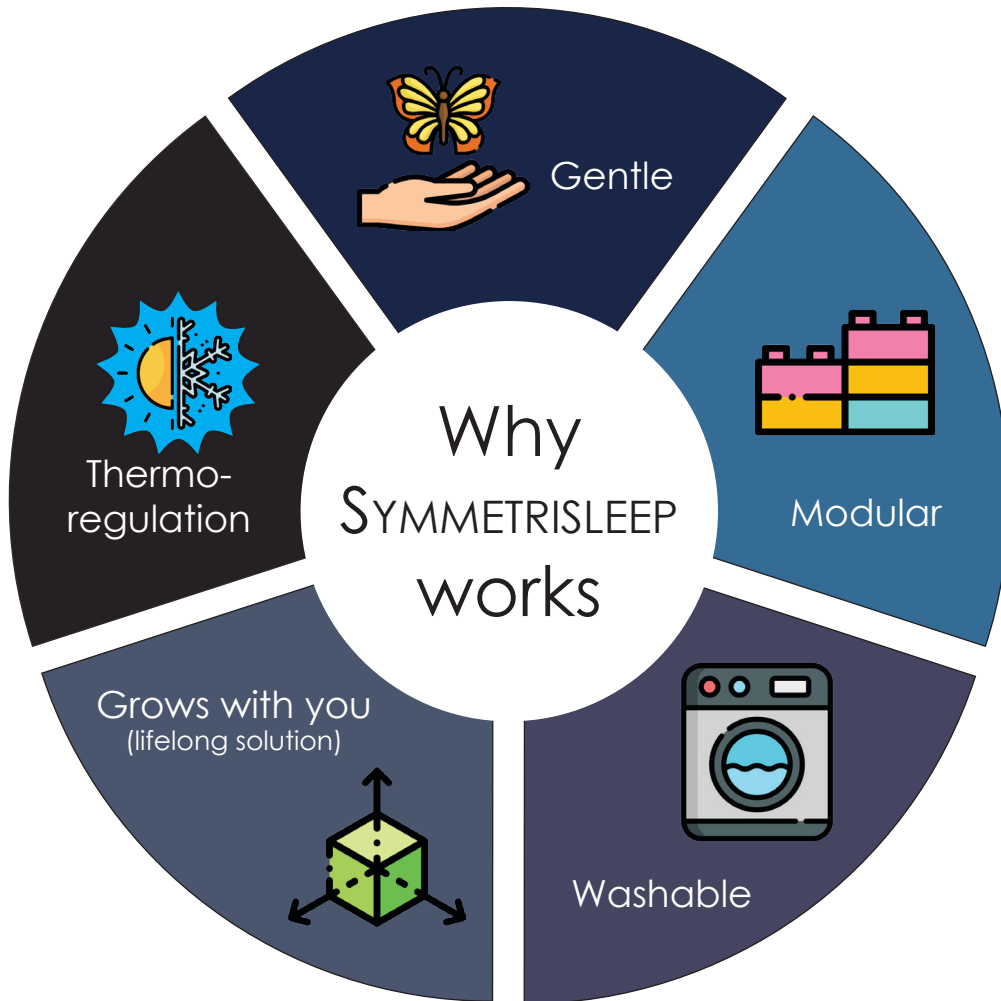 Why
SYMMETRISLEEP
works
Gentle
Modular
Washable
Grows with you
(lifelong solution)
Thermo-
regulation